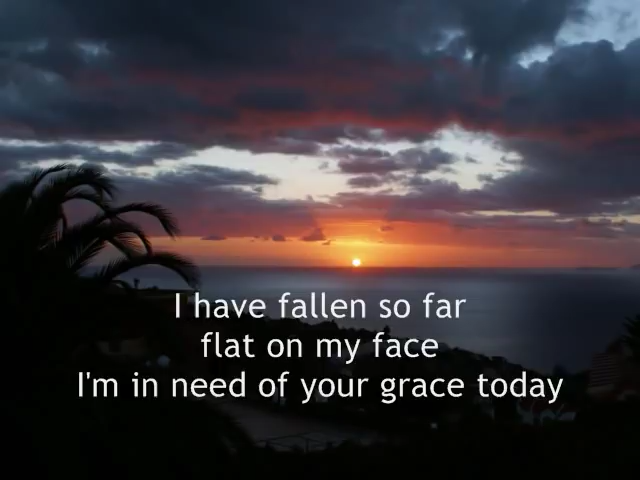 I have fallen so far
flat on my face
I'm in need of your grace today